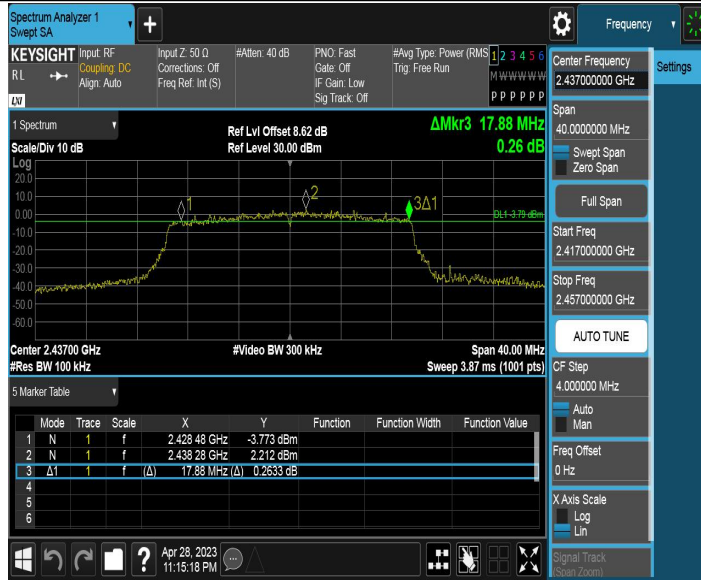 Spectrum Analyzer 1
Swept SA
+
Frequency
KEYSIGHT
Input: RF
Input Z: 50 Ω
#Atten: 40 dB
PNO: Fast
#Avg Type: Power (RMS
1 2 3 4 5 6
R L
Coupling: DC
Corrections: Off
Gate: Off
Trig: Free Run
M W W W W W
Align: Auto
Freq Ref: Int (S)
IF Gain: Low
P P P P P P
LXI
Sig Track: Off
Center Frequency
2.437000000 GHz
Settings
Span
40.0000000 MHz
Swept Span
Zero Span
Full Span
Start Freq
2.417000000 GHz
Stop Freq
2.457000000 GHz
AUTO TUNE
CF Step
4.000000 MHz
Auto
Man
Freq Offset
0 Hz
X Axis Scale
Log
Lin
Signal Track
(Span Zoom)
1 Spectrum
Ref Lvl Offset 8.62 dB
ΔMkr3 17.88 MHz
Scale/Div 10 dB
Ref Level 30.00 dBm
0.26 dB
Log
20.0
10.0
0.00
-10.0
-20.0
-30.0
-40.0
-50.0
-60.0
1
2
3Δ1
DL1 -3.79 dBm
Center 2.43700 GHz
#Video BW 300 kHz
Span 40.00 MHz
#Res BW 100 kHz
Sweep 3.87 ms (1001 pts)
5 Marker Table
Mode Trace Scale X Y Function Function Width Function Value
1 N 1 f 2.428 48 GHz -3.773 dBm
2 N 1 f 2.438 28 GHz 2.212 dBm
3 Δ1 1 f (Δ) 17.88 MHz (Δ) 0.2633 dB
4
5
6
?
Apr 28, 2023
11:15:18 PM